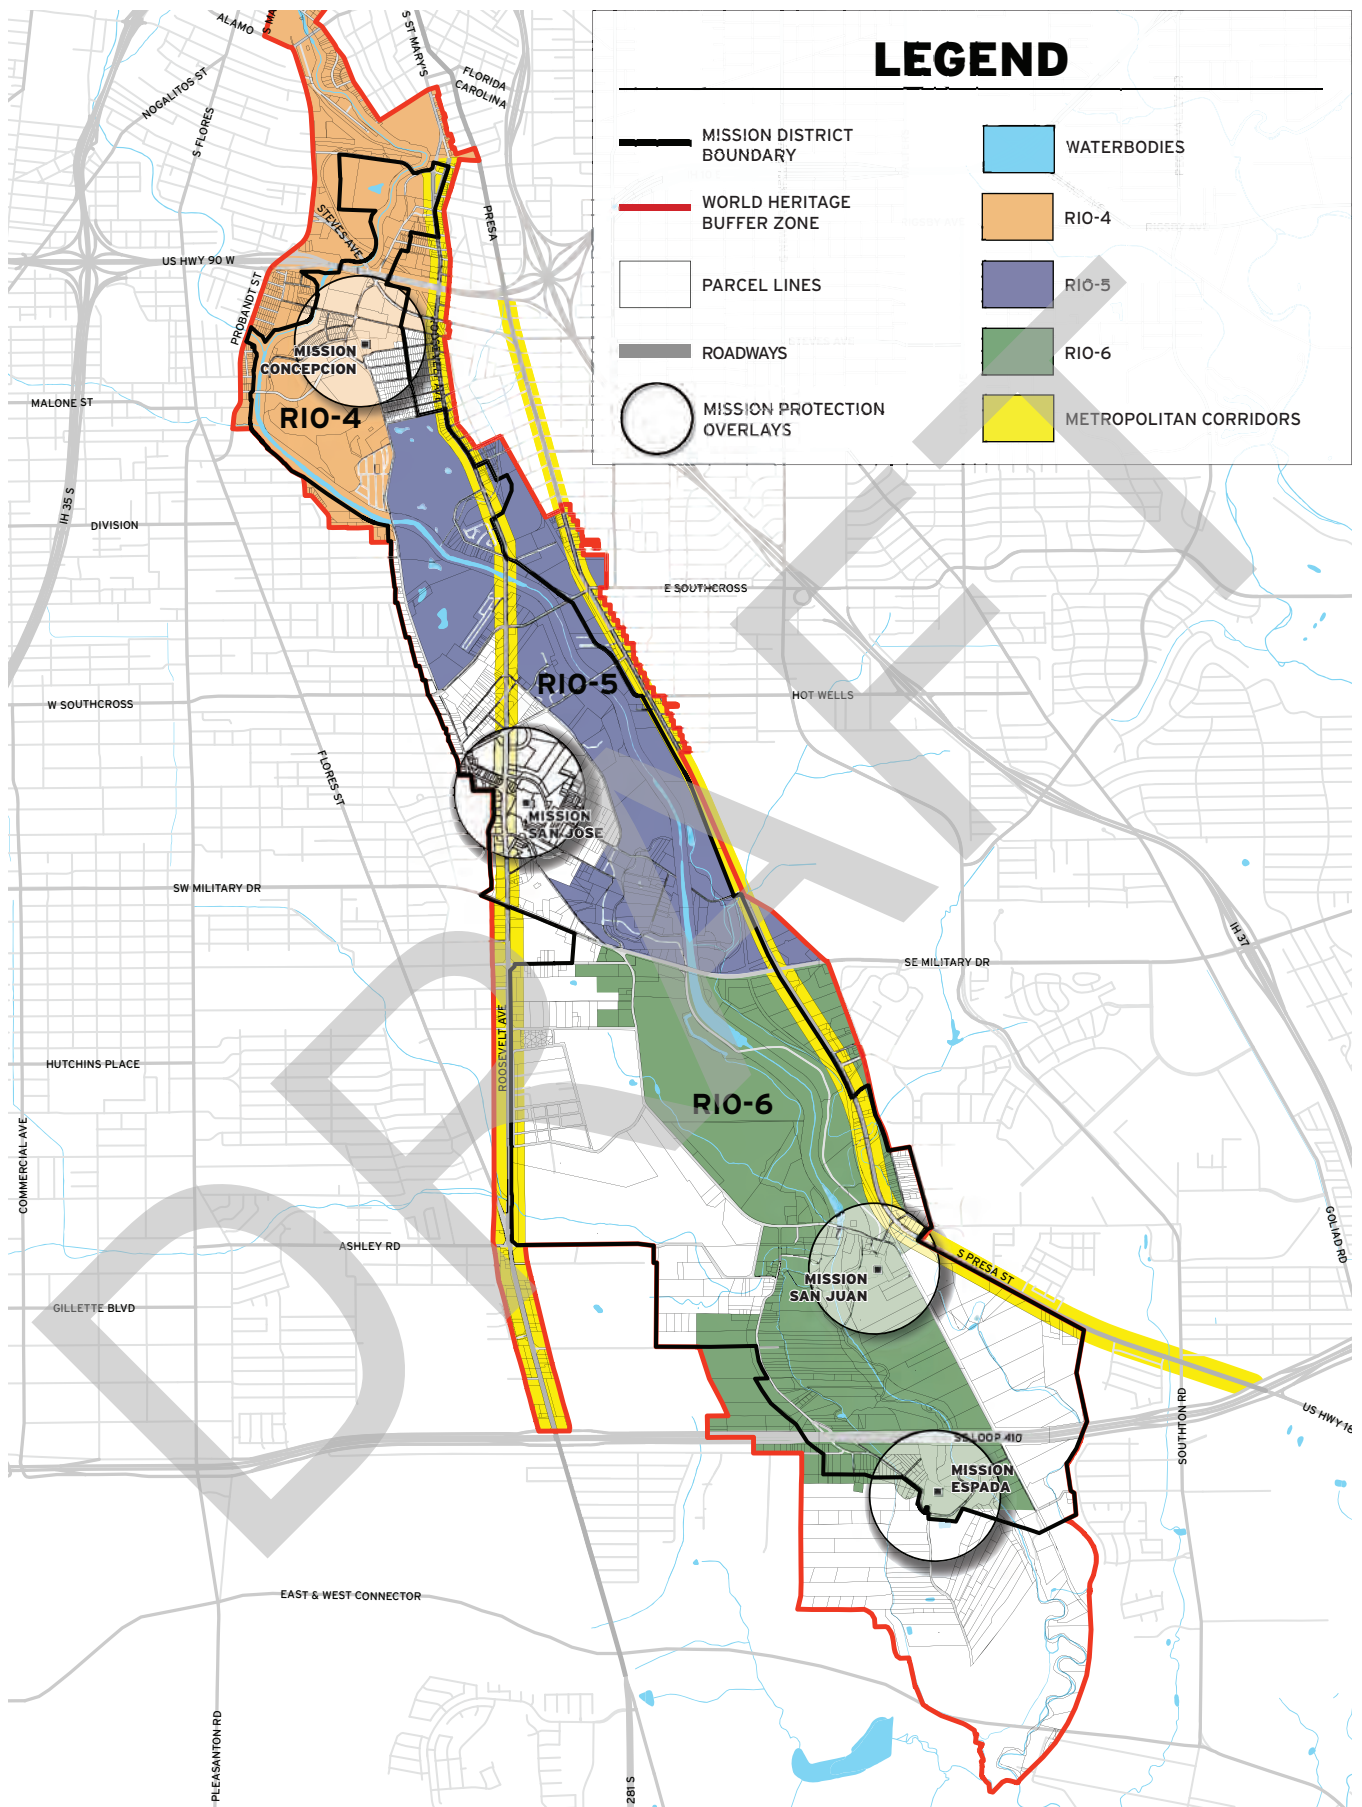 LEGEND
MISSION DISTRICT
BOUNDARY
WORLD HERITAGE
BUFFER ZONE
PARCEL LINES
ROADWAYS
MISSION PROTECTION
OVERLAYS
WATERBODIES
RIO-4
RIO-5
RIO-6
METROPOLITAN CORRIDORS
ALAMO
S ST MARY'S
FLORIDA
CAROLINA
NOGALITOS ST
S FLORES
PRESA
STEVES AVE
US HWY 90 W
PROBANDT ST
MISSION
CONCEPCION
ROOSEVELT AVE
MALONE ST
RIO-4
IH 35 S
DIVISION
E SOUTHCROSS
RIO-5
HOT WELLS
W SOUTHCROSS
FLORES ST
MISSION
SAN JOSE
SW MILITARY DR
IH 37
SE MILITARY DR
ROOSEVELT AVE
HUTCHINS PLACE
RIO-6
COMMERCIAL AVE
ASHLEY RD
S PRESA ST
GOLIAD RD
MISSION
SAN JUAN
GILLETTE BLVD
SOUTHTON RD
SE LOOP 410
MISSION
ESPADA
EAST & WEST CONNECTOR
PLEASANTON RD
281 S
DRAFT